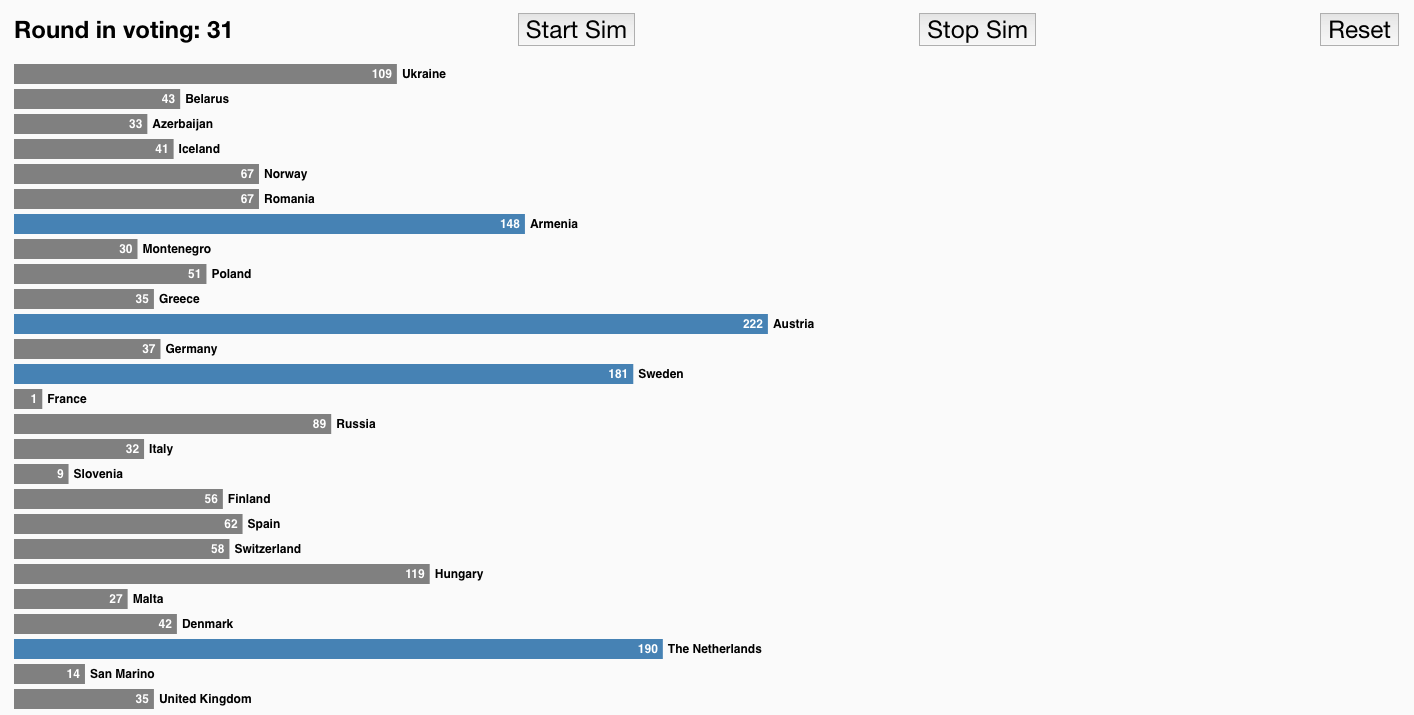 Round in voting: 31 Start Sim Stop Sim Reset
109 Ukraine
43 Belarus
33 Azerbaijan
41 Iceland
67 Norway
67 Romania
148 Armenia
30 Montenegro
51 Poland
35 Greece
222 Austria
37 Germany
181 Sweden
1 France
89 Russia
32 Italy
9 Slovenia
56 Finland
62 Spain
58 Switzerland
119 Hungary
27 Malta
42 Denmark
190 The Netherlands
14 San Marino
35 United Kingdom